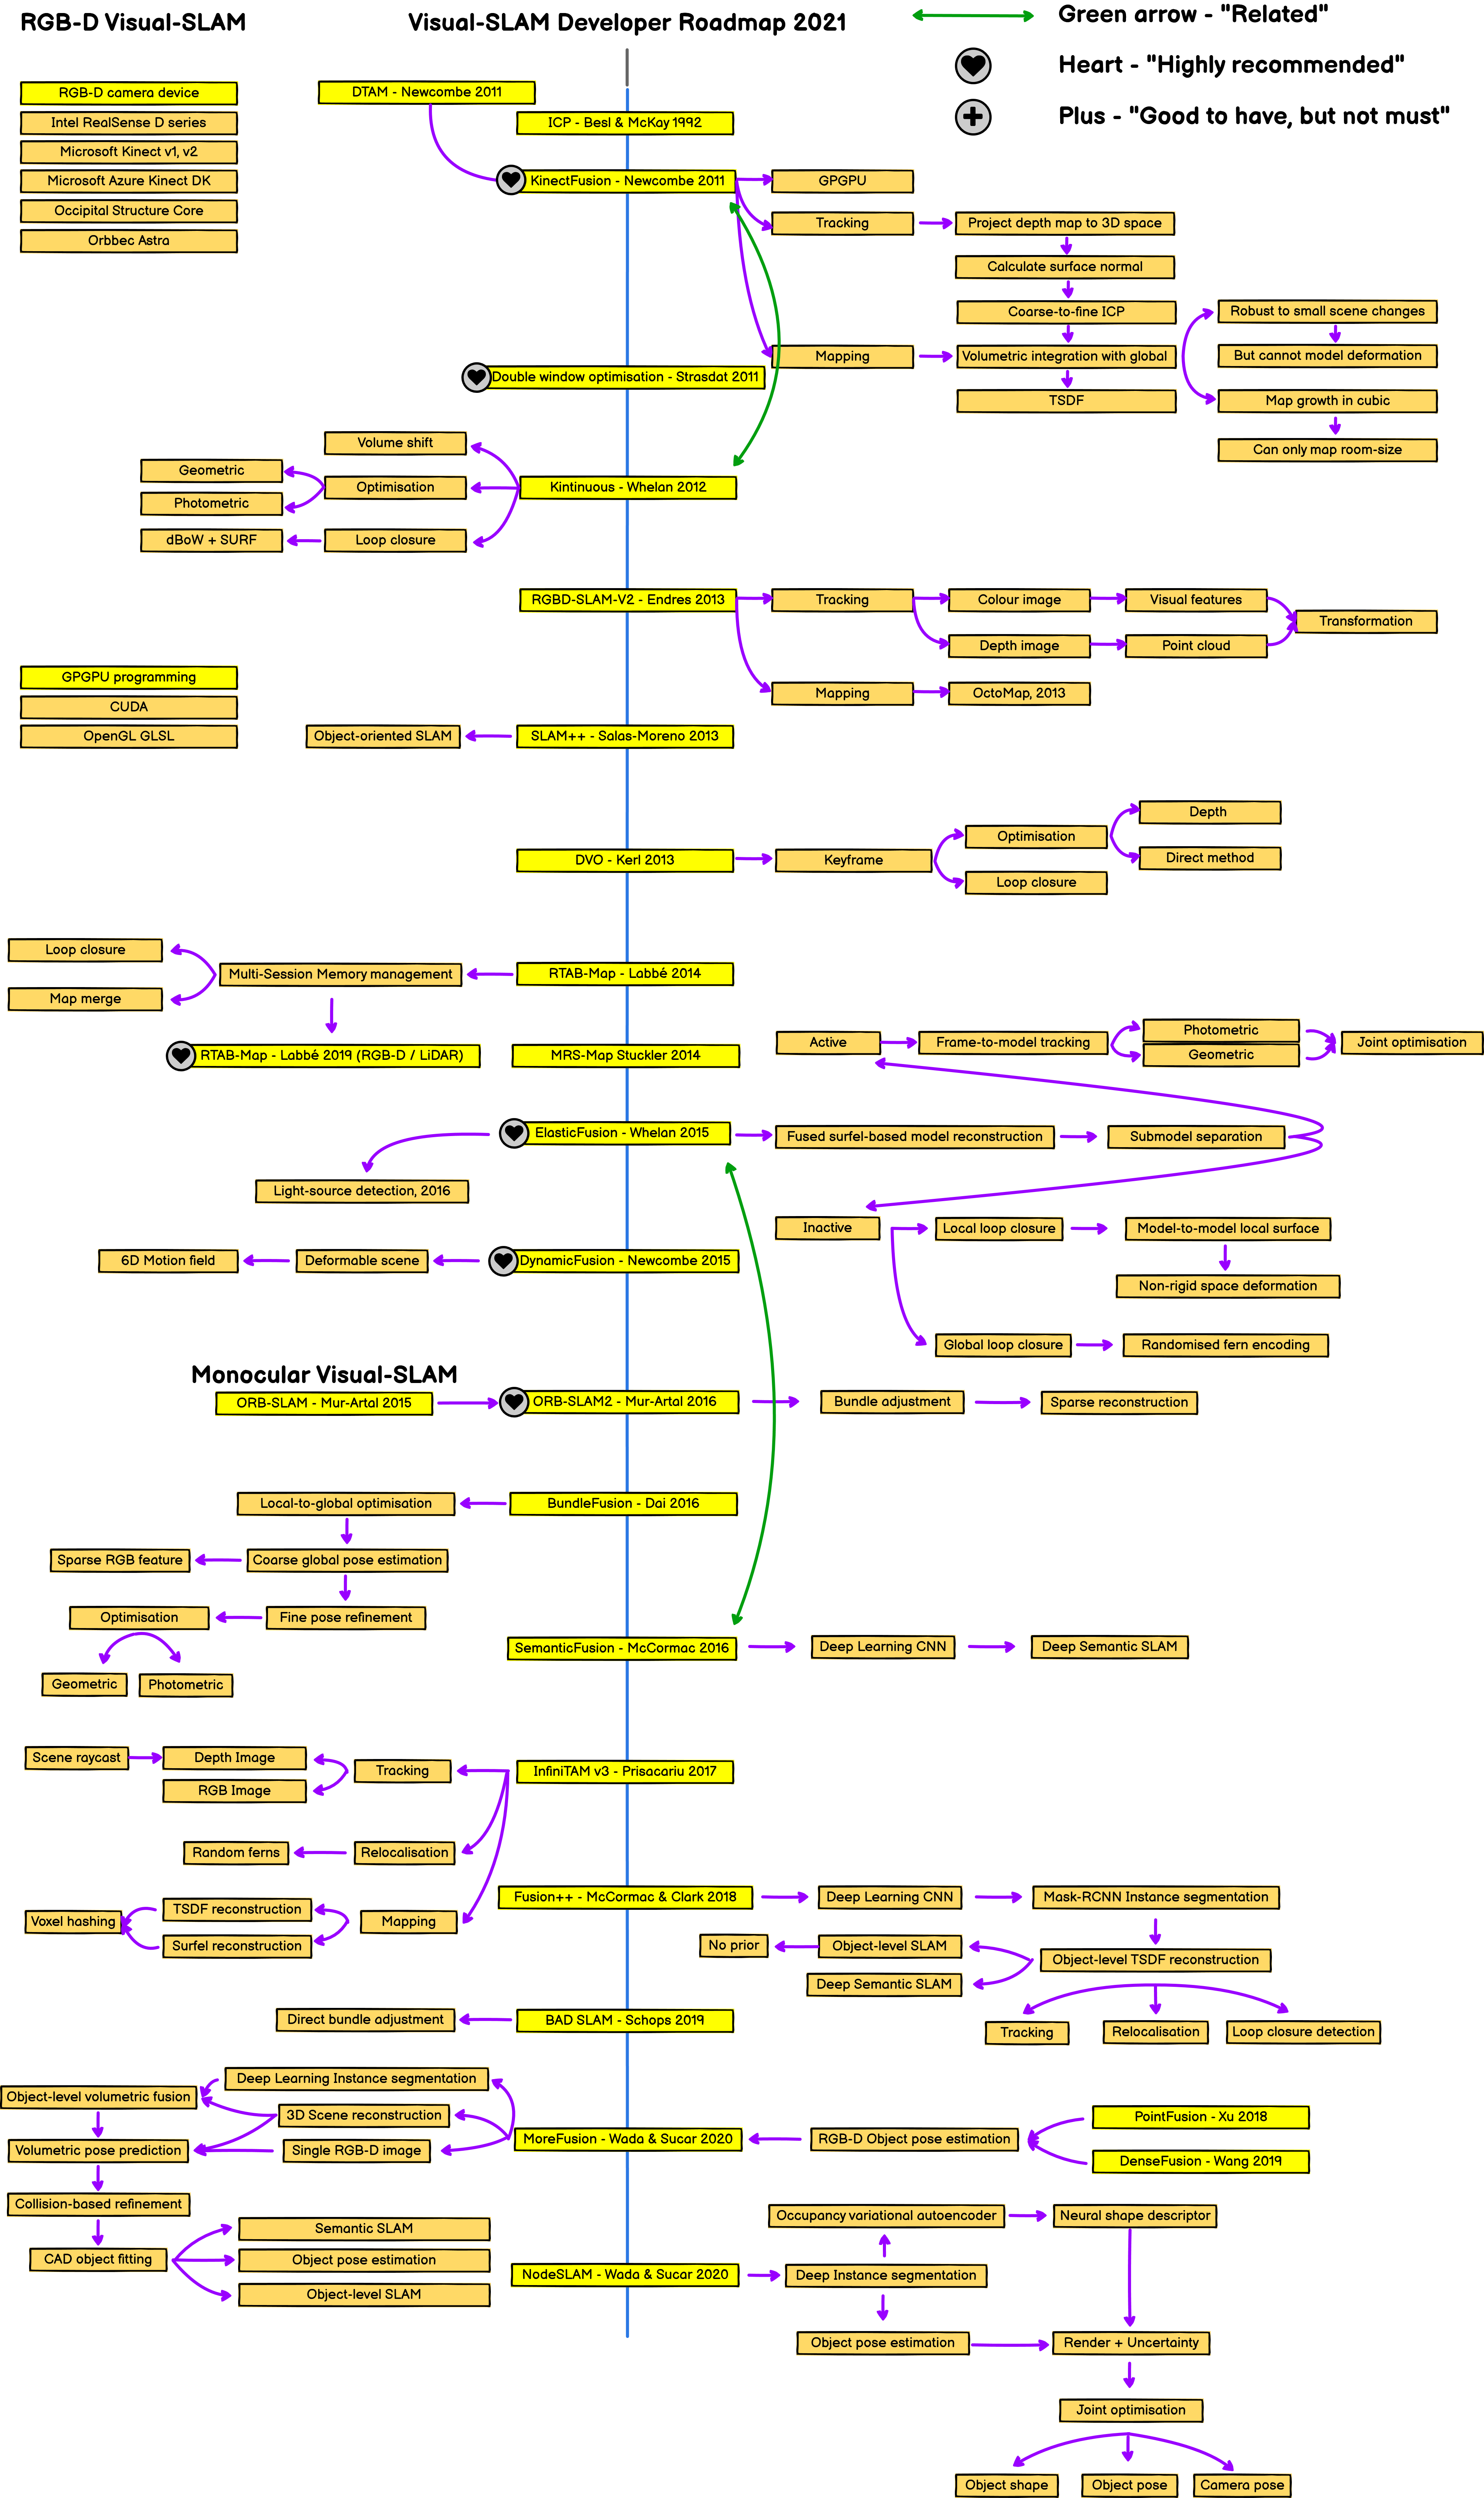 RGB-D Visual-SLAM
Visual-SLAM Developer Roadmap 2021
Green arrow - "Related"
Heart - "Highly recommended"
Plus - "Good to have, but not must"
RGB-D camera device
Intel RealSense D series
Microsoft Kinect v1, v2
Microsoft Azure Kinect DK
Occipital Structure Core
Orbbec Astra
DTAM - Newcombe 2011
ICP - Besl & McKay 1992
KinectFusion - Newcombe 2011
GPGPU
Tracking
Project depth map to 3D space
Calculate surface normal
Coarse-to-fine ICP
Mapping
Volumetric integration with global
TSDF
Robust to small scene changes
But cannot model deformation
Map growth in cubic
Can only map room-size
Double window optimisation - Strasdat 2011
Volume shift
Geometric
Optimisation
Kintinuous - Whelan 2012
Photometric
dBoW + SURF
Loop closure
RGBD-SLAM-V2 - Endres 2013
Tracking
Colour image
Visual features
Transformation
Depth image
Point cloud
Mapping
OctoMap, 2013
GPGPU programming
CUDA
OpenGL GLSL
Object-oriented SLAM
SLAM++ - Salas-Moreno 2013
DVO - Kerl 2013
Keyframe
Optimisation
Depth
Direct method
Loop closure
Loop closure
Multi-Session Memory management
RTAB-Map - Labbé 2014
Map merge
RTAB-Map - Labbé 2019 (RGB-D / LiDAR)
MRS-Map Stuckler 2014
Active
Frame-to-model tracking
Photometric
Geometric
Joint optimisation
ElasticFusion - Whelan 2015
Fused surfel-based model reconstruction
Submodel separation
Light-source detection, 2016
Inactive
Local loop closure
Model-to-model local surface
Non-rigid space deformation
6D Motion field
Deformable scene
DynamicFusion - Newcombe 2015
Global loop closure
Randomised fern encoding
Monocular Visual-SLAM
ORB-SLAM - Mur-Artal 2015
ORB-SLAM2 - Mur-Artal 2016
Bundle adjustment
Sparse reconstruction
Local-to-global optimisation
BundleFusion - Dai 2016
Sparse RGB feature
Coarse global pose estimation
Optimisation
Fine pose refinement
Geometric
Photometric
SemanticFusion - McCormac 2016
Deep Learning CNN
Deep Semantic SLAM
Scene raycast
Depth Image
RGB Image
Tracking
InfiniTAM v3 - Prisacariu 2017
Random ferns
Relocalisation
TSDF reconstruction
Voxel hashing
Mapping
Surfel reconstruction
Fusion++ - McCormac & Clark 2018
Deep Learning CNN
Mask-RCNN Instance segmentation
No prior
Object-level SLAM
Object-level TSDF reconstruction
Deep Semantic SLAM
Tracking
Relocalisation
Loop closure detection
Direct bundle adjustment
BAD SLAM - Schops 2019
Deep Learning Instance segmentation
Object-level volumetric fusion
3D Scene reconstruction
Volumetric pose prediction
Single RGB-D image
MoreFusion - Wada & Sucar 2020
RGB-D Object pose estimation
PointFusion - Xu 2018
DenseFusion - Wang 2019
Collision-based refinement
CAD object fitting
Semantic SLAM
Object pose estimation
Object-level SLAM
Occupancy variational autoencoder
Neural shape descriptor
NodeSLAM - Wada & Sucar 2020
Deep Instance segmentation
Object pose estimation
Render + Uncertainty
Joint optimisation
Object shape
Object pose
Camera pose